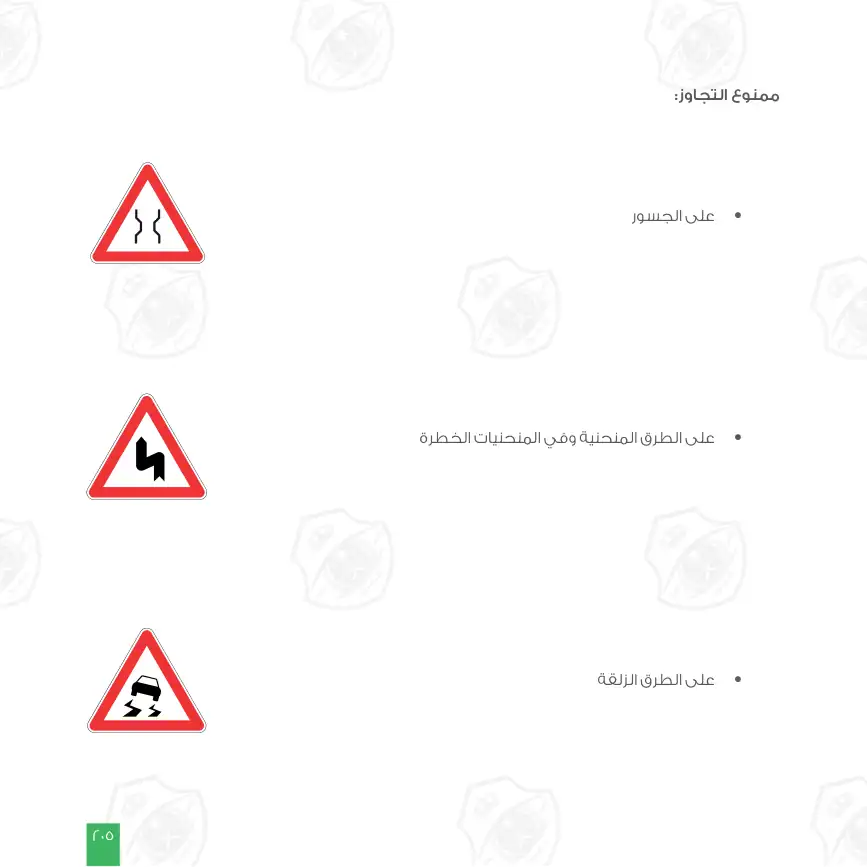 ممنوع التجاوز:
• على الجسور
• على الطرق المنحنية وفي المنحنيات الخطرة
• على الطرق الزلقة
٢٠٥